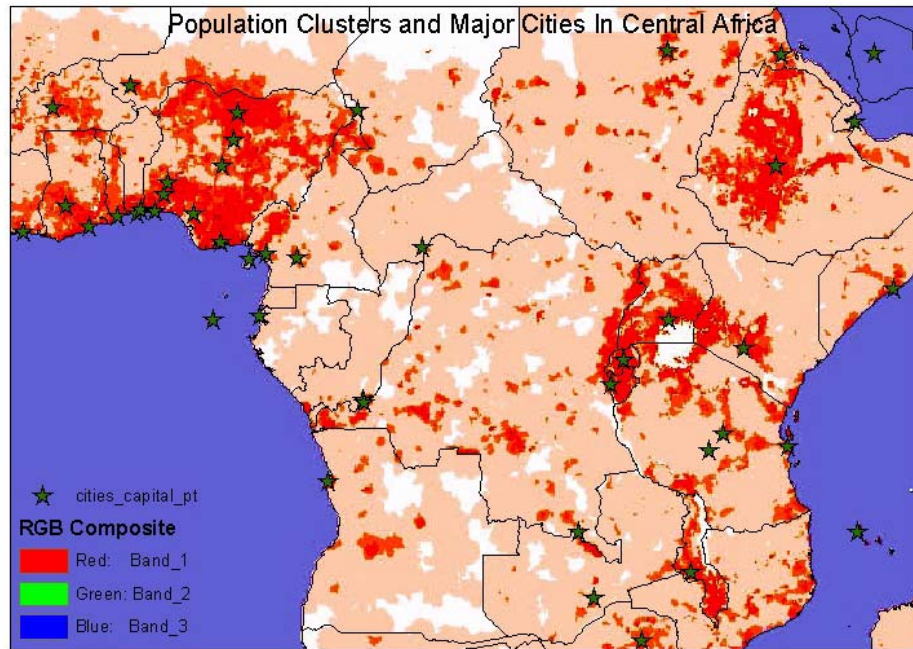 Population Clusters and Major Cities In Central Africa
cities_capital_pt
RGB Composite
Red: Band_1
Green: Band_2
Blue: Band_3